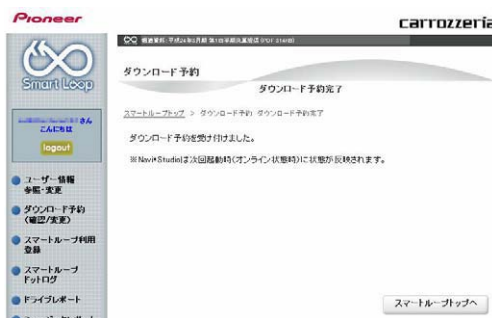 Pioneer
carrozzeria
Smart Loop
さん
こんにちは
logout
ユーザー情報
参照・変更
ダウンロード予約
(確認/変更)
スマートループ利用
登録
スマートループ
ドットログ
ドライブレポート
ダウンロード予約
ダウンロード予約完了
スマートループトップ > ダウンロード予約 ダウンロード予約完了
ダウンロード予約を受け付けました。
※Navi*Studioは次回起動時(オンライン状態時)に状態が反映されます。
スマートループトップへ